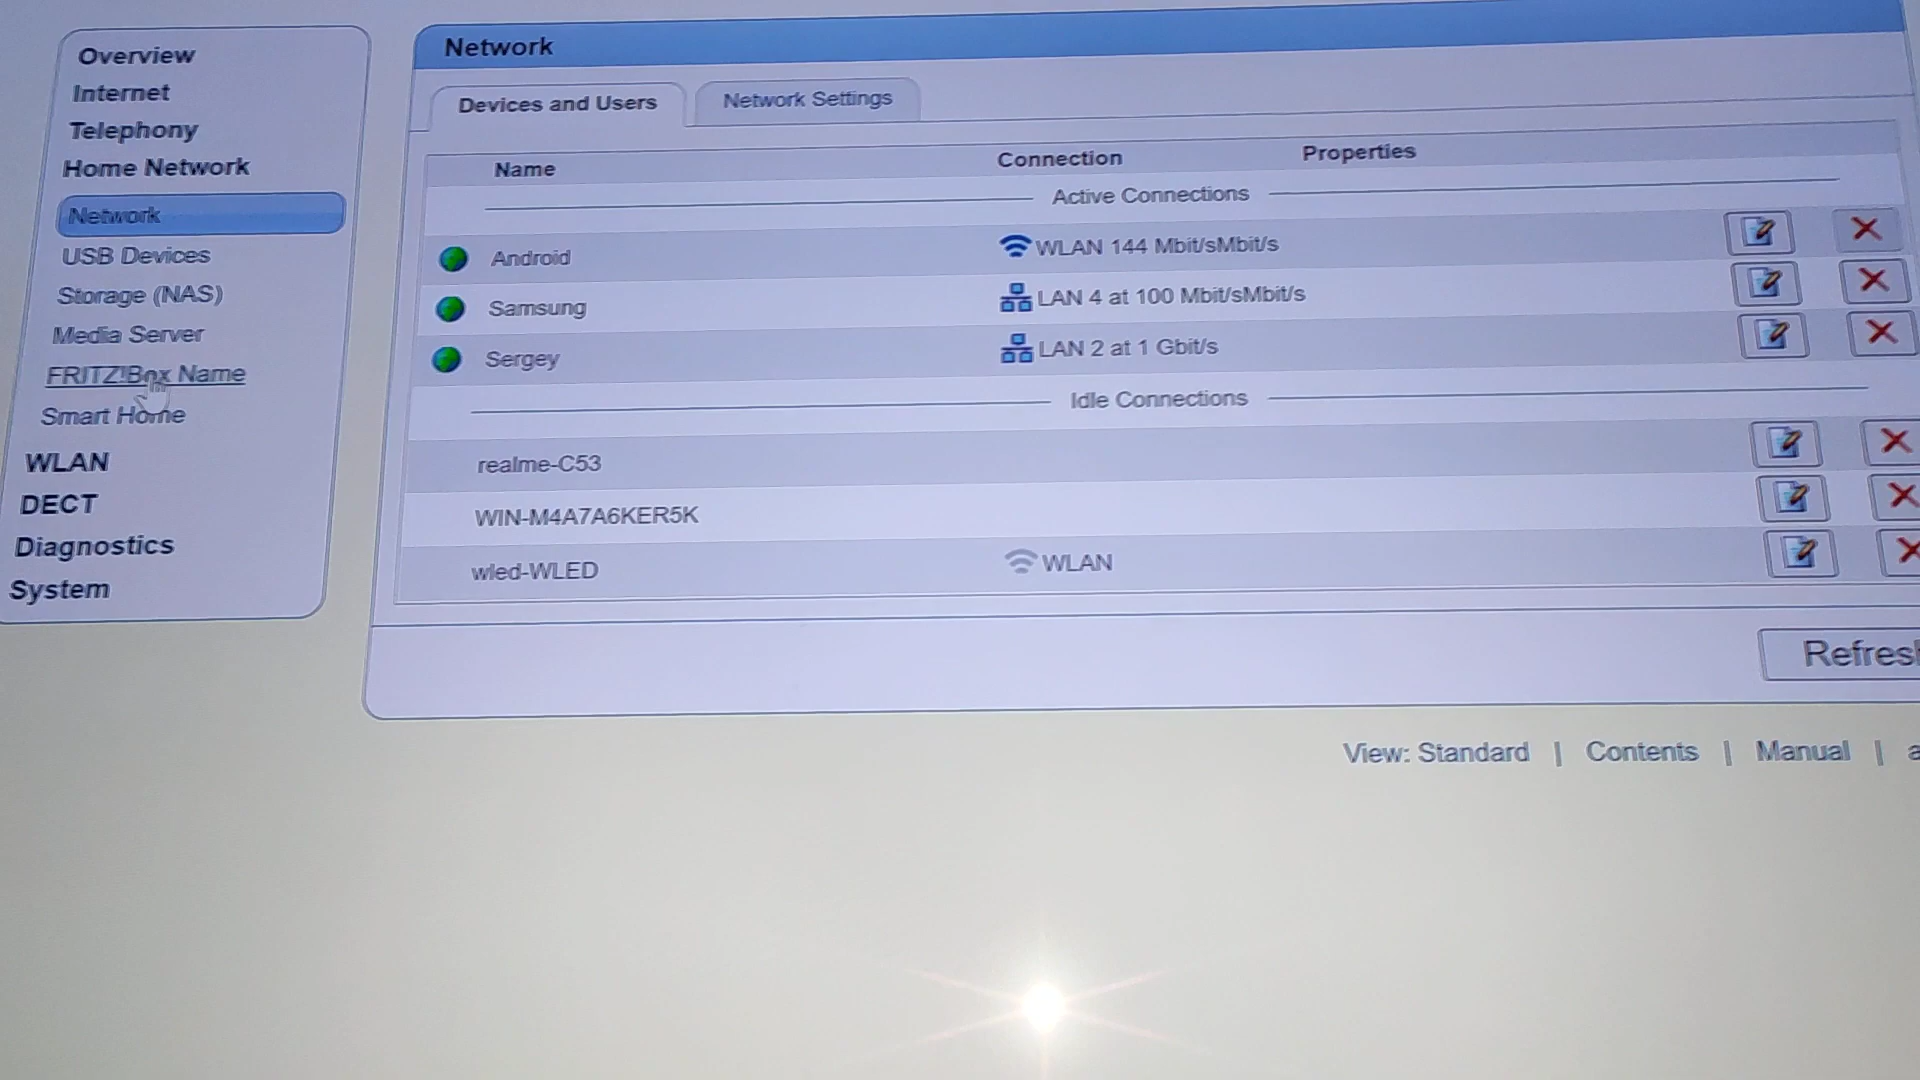 Overview
Internet
Telephony
Home Network
Network
USB Devices
Storage (NAS)
Media Server
FRITZ!Box Name
Smart Home
WLAN
DECT
Diagnostics
System
Network
Devices and Users
Network Settings
Name Connection Properties
Active Connections
Android WLAN 144 Mbit/sMbit/s
Samsung LAN 4 at 100 Mbit/sMbit/s
Sergey LAN 2 at 1 Gbit/s
Idle Connections
realme-C53
WIN-M4A7A6KER5K
wled-WLED WLAN
Refresh
View: Standard | Contents | Manual |